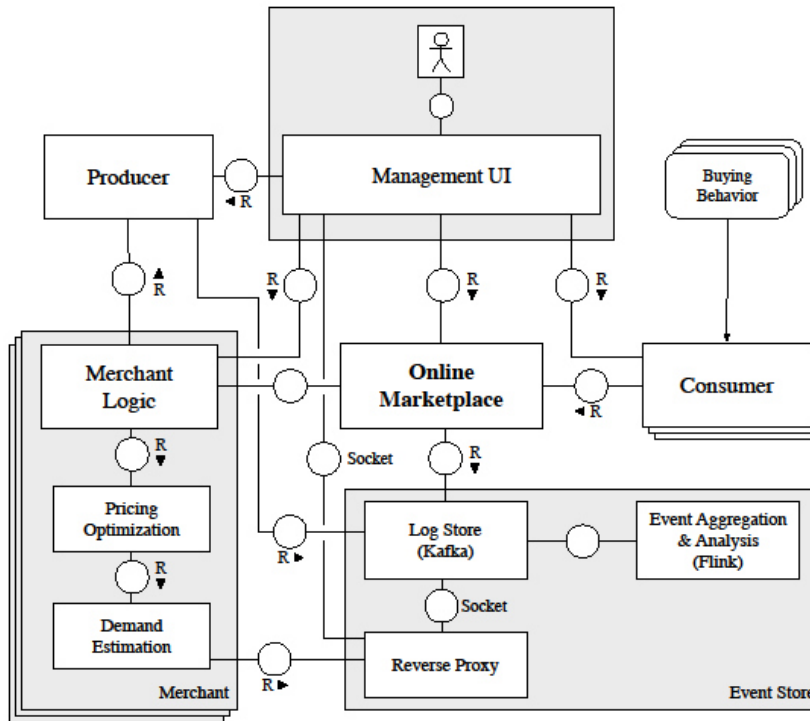 Producer
R
Management UI
Buying
Behavior
R
R
R
R
Merchant
Logic
Online
Marketplace
Consumer
R
R
R
Socket
Pricing
Optimization
R
Log Store
(Kafka)
Event Aggregation
& Analysis
(Flink)
R
Socket
Demand
Estimation
Reverse Proxy
R
Merchant
Event Store